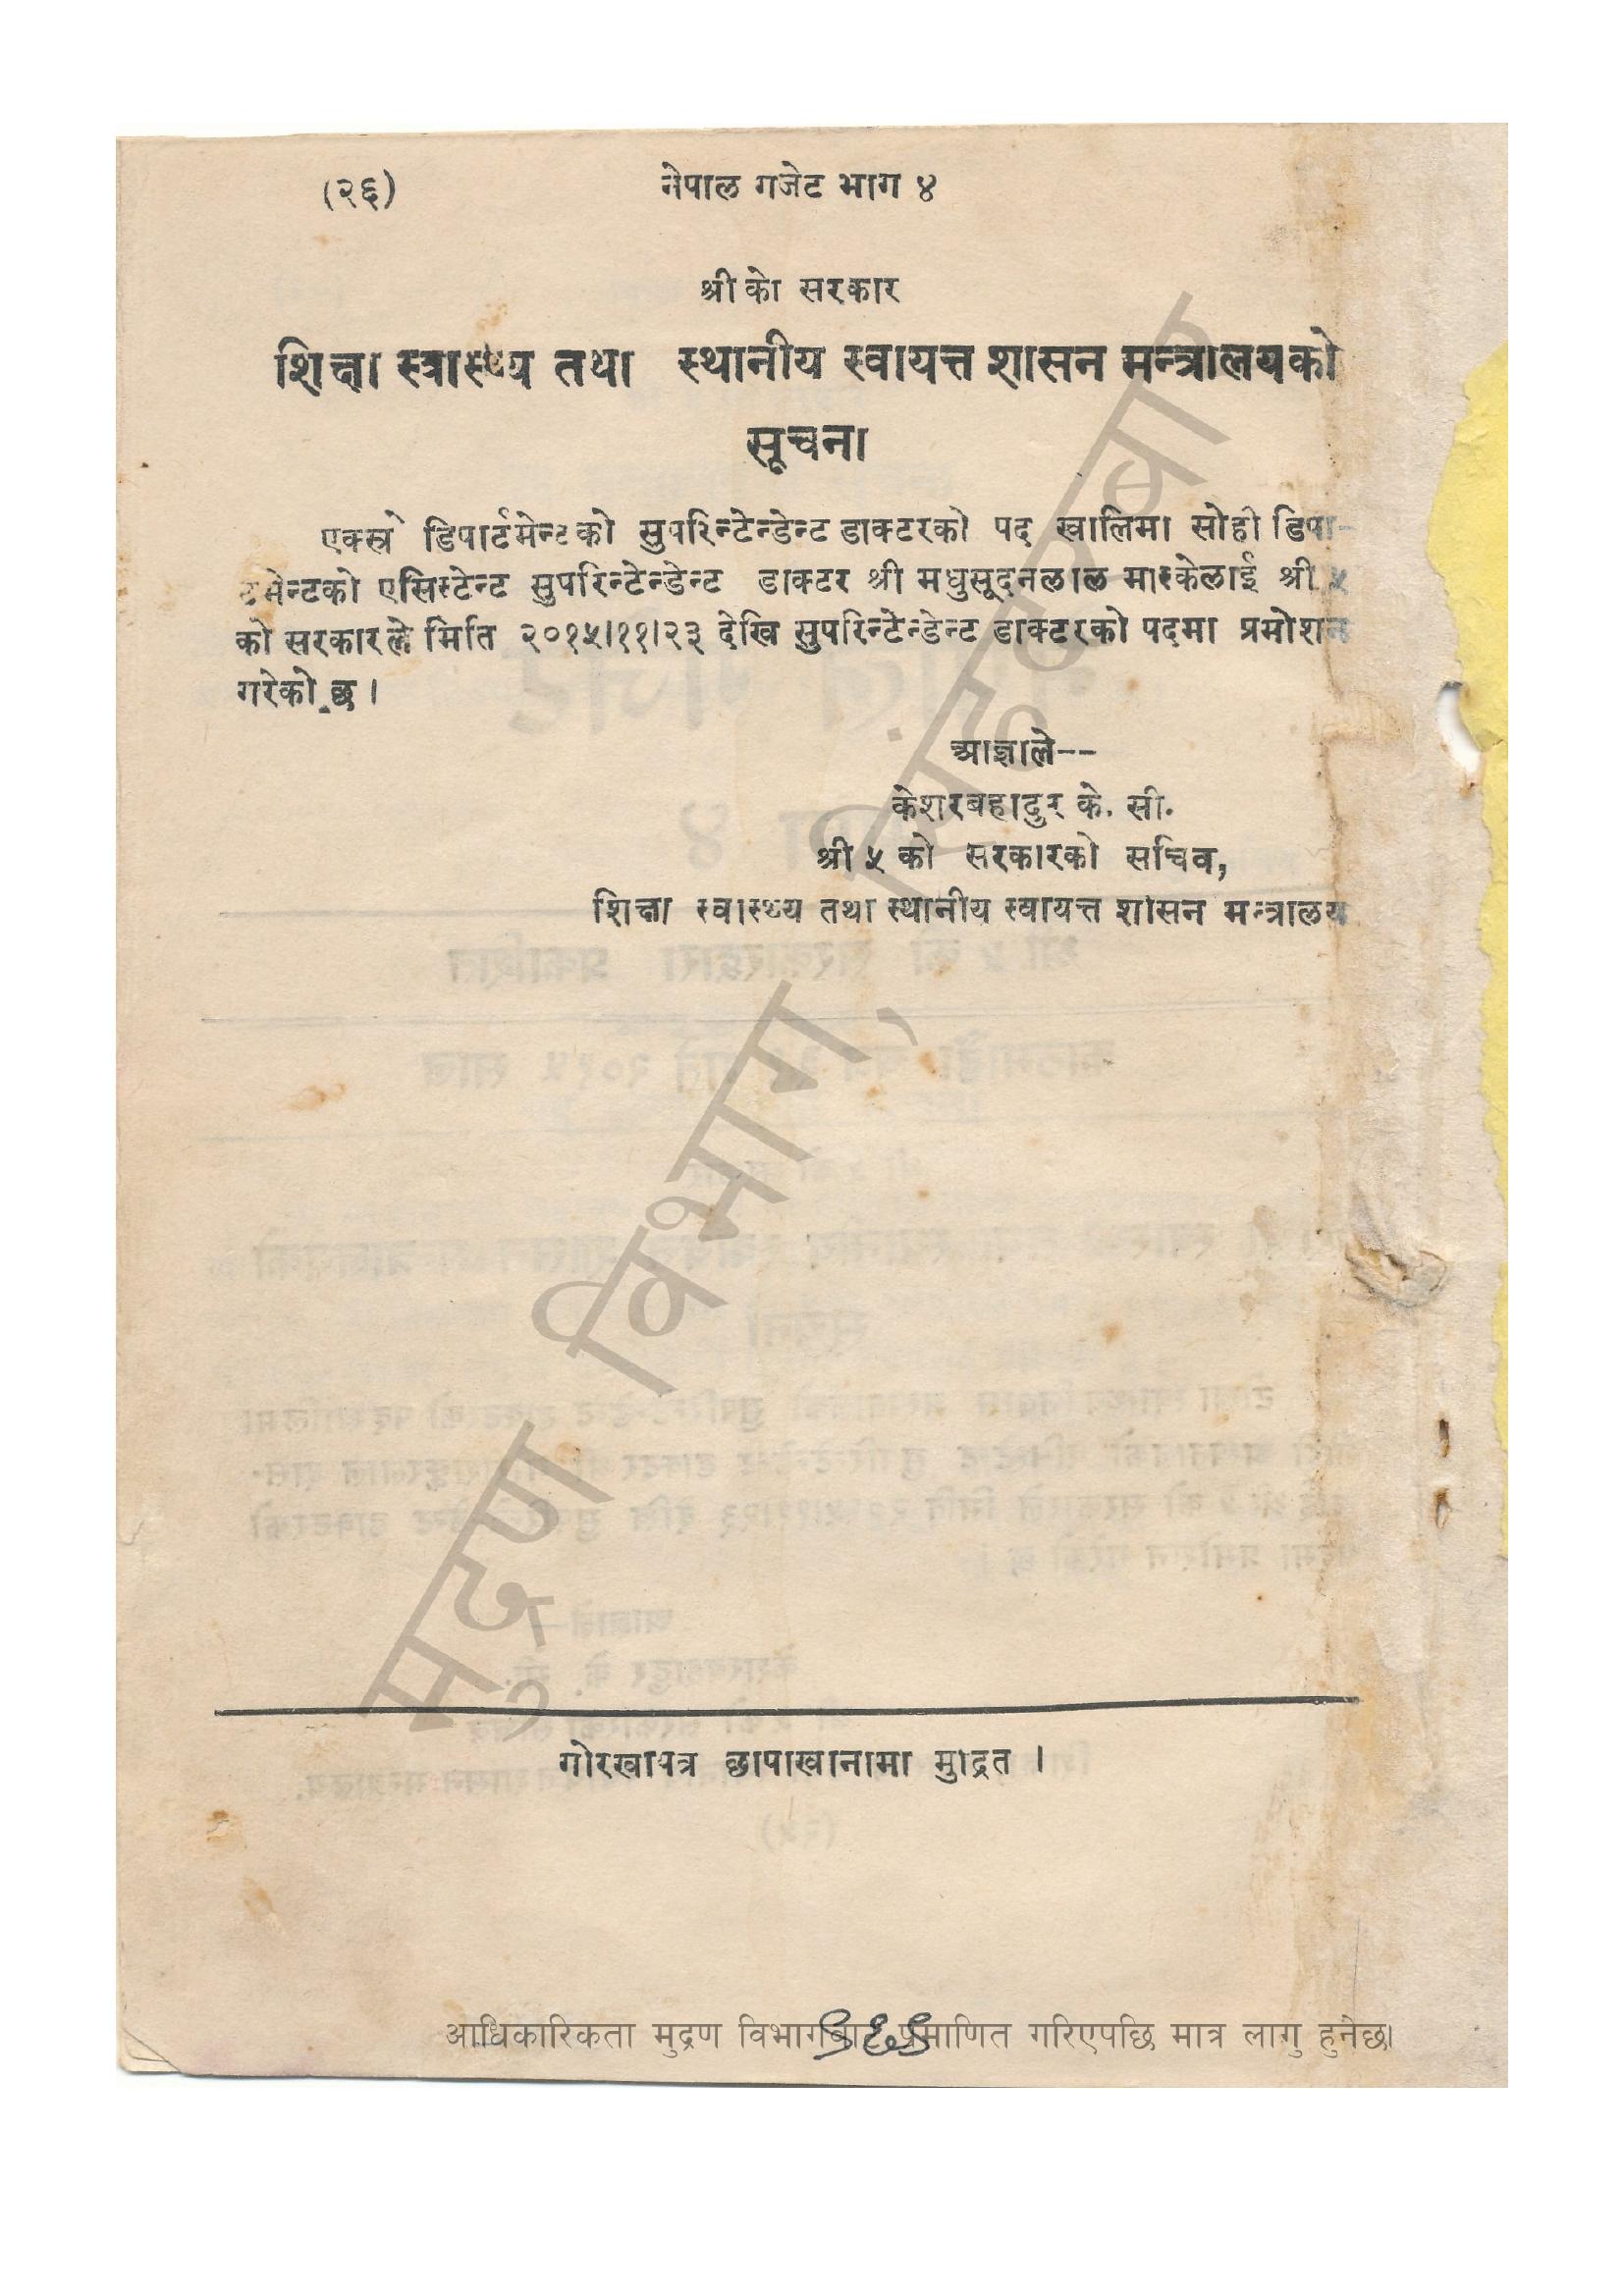 (२६) नेपाल गजेट भाग ४
श्री को सरकार
शिक्षा स्वास्थ्य तथा स्थानीय स्वायत्त शासन मन्त्रालयको
सूचना
एक्स्रे डिपार्टमेन्टको सुपरिन्टेन्डेन्ट डाक्टरको पद खालिमा सोही डिपा-
र्टमेन्टको एसिस्टेन्ट सुपरिन्टेन्डेन्ट डाक्टर श्री मधुसूदनलाल मास्केलाई श्री ५
को सरकारले मिति २०१५।११।२३ देखि सुपरिन्टेन्डेन्ट डाक्टरको पदमा प्रमोशन
गरेको छ ।
आज्ञाले--
केशरबहादुर के. सी.
श्री ५ को सरकारको सचिव,
शिक्षा स्वास्थ्य तथा स्थानीय स्वायत्त शासन मन्त्रालय
मुद्रण विभाग, सिंहदरबार
गोरखापत्र छापाखानामा मुद्रित ।
आधिकारिकता मुद्रण विभागबाट प्रमाणित गरिएपछि मात्र लागु हुनेछ।